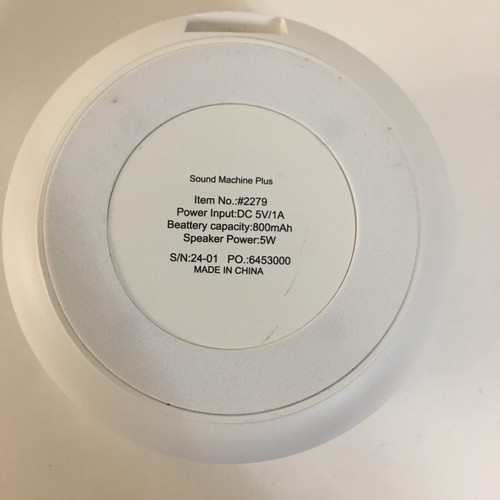 Sound Machine Plus
Item No.:#2279
Power Input:DC 5V/1A
Beattery capacity:800mAh
Speaker Power:5W
S/N:24-01 PO.:6453000
MADE IN CHINA